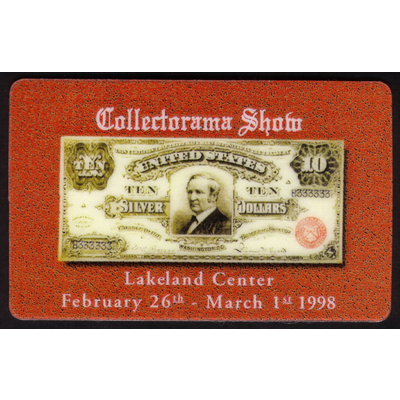 Collectorama Show
UNITED STATES
TEN
10
B333333
TEN
TEN
SILVER
DOLLARS
B333333
WASHINGTON, D.C.
Lakeland Center
February 26th - March 1st 1998